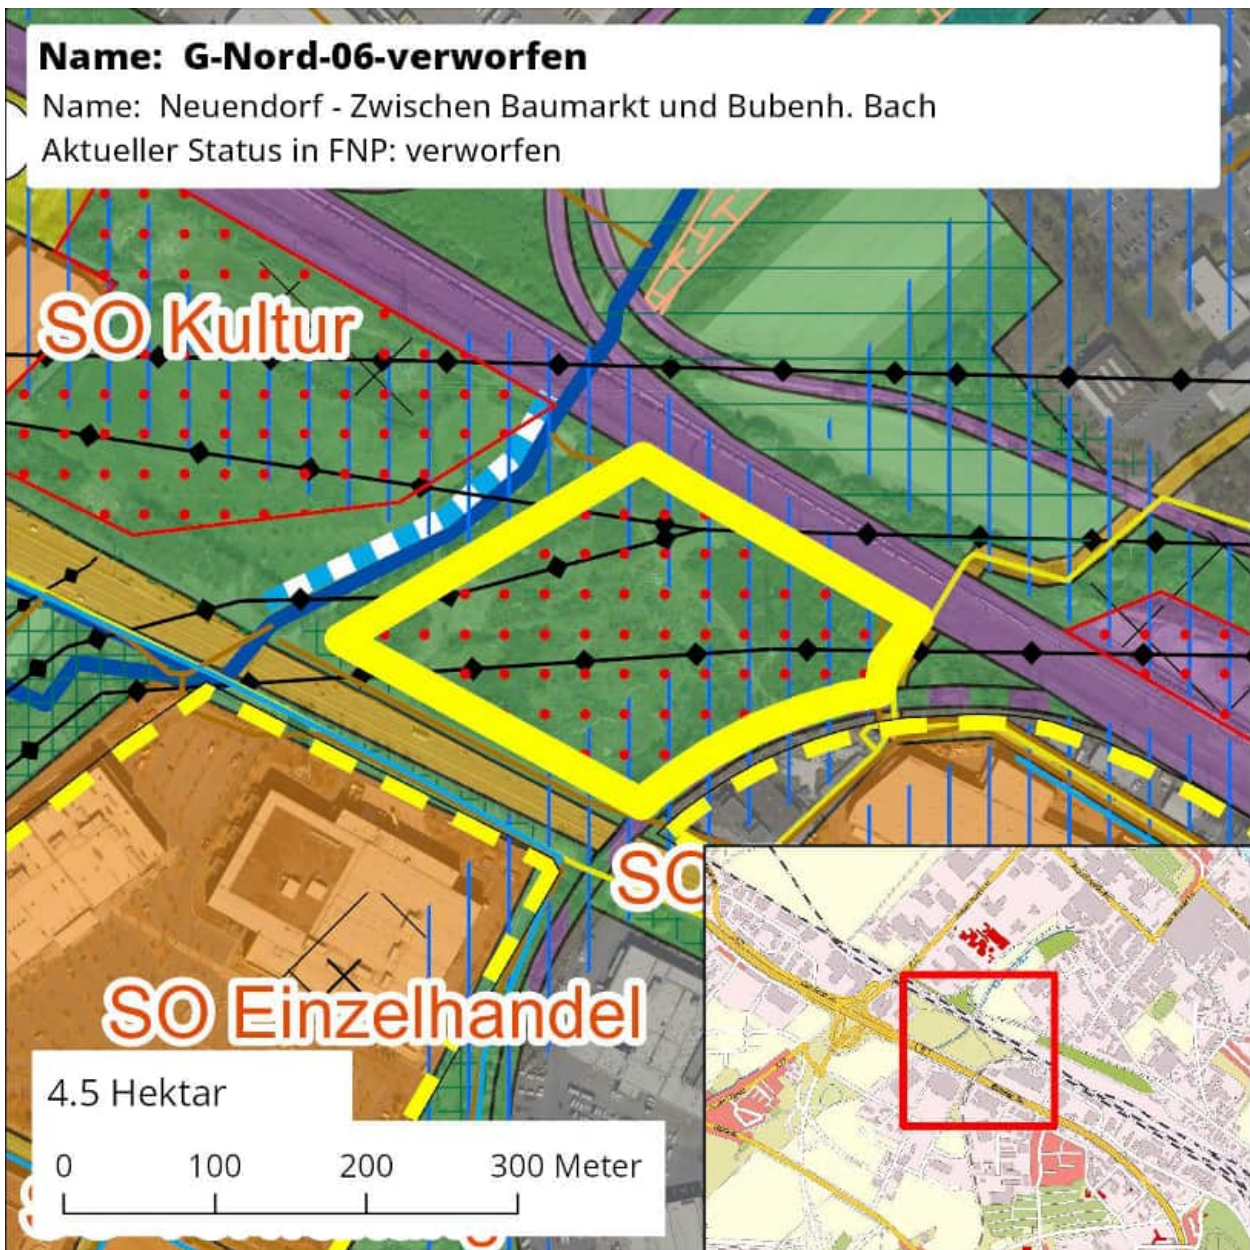 Name: G-Nord-06-verworfen
Name: Neuendorf - Zwischen Baumarkt und Bubenh. Bach
Aktueller Status in FNP: verworfen
SO Kultur
SO
SO Einzelhandel
4.5 Hektar
0 100 200 300 Meter